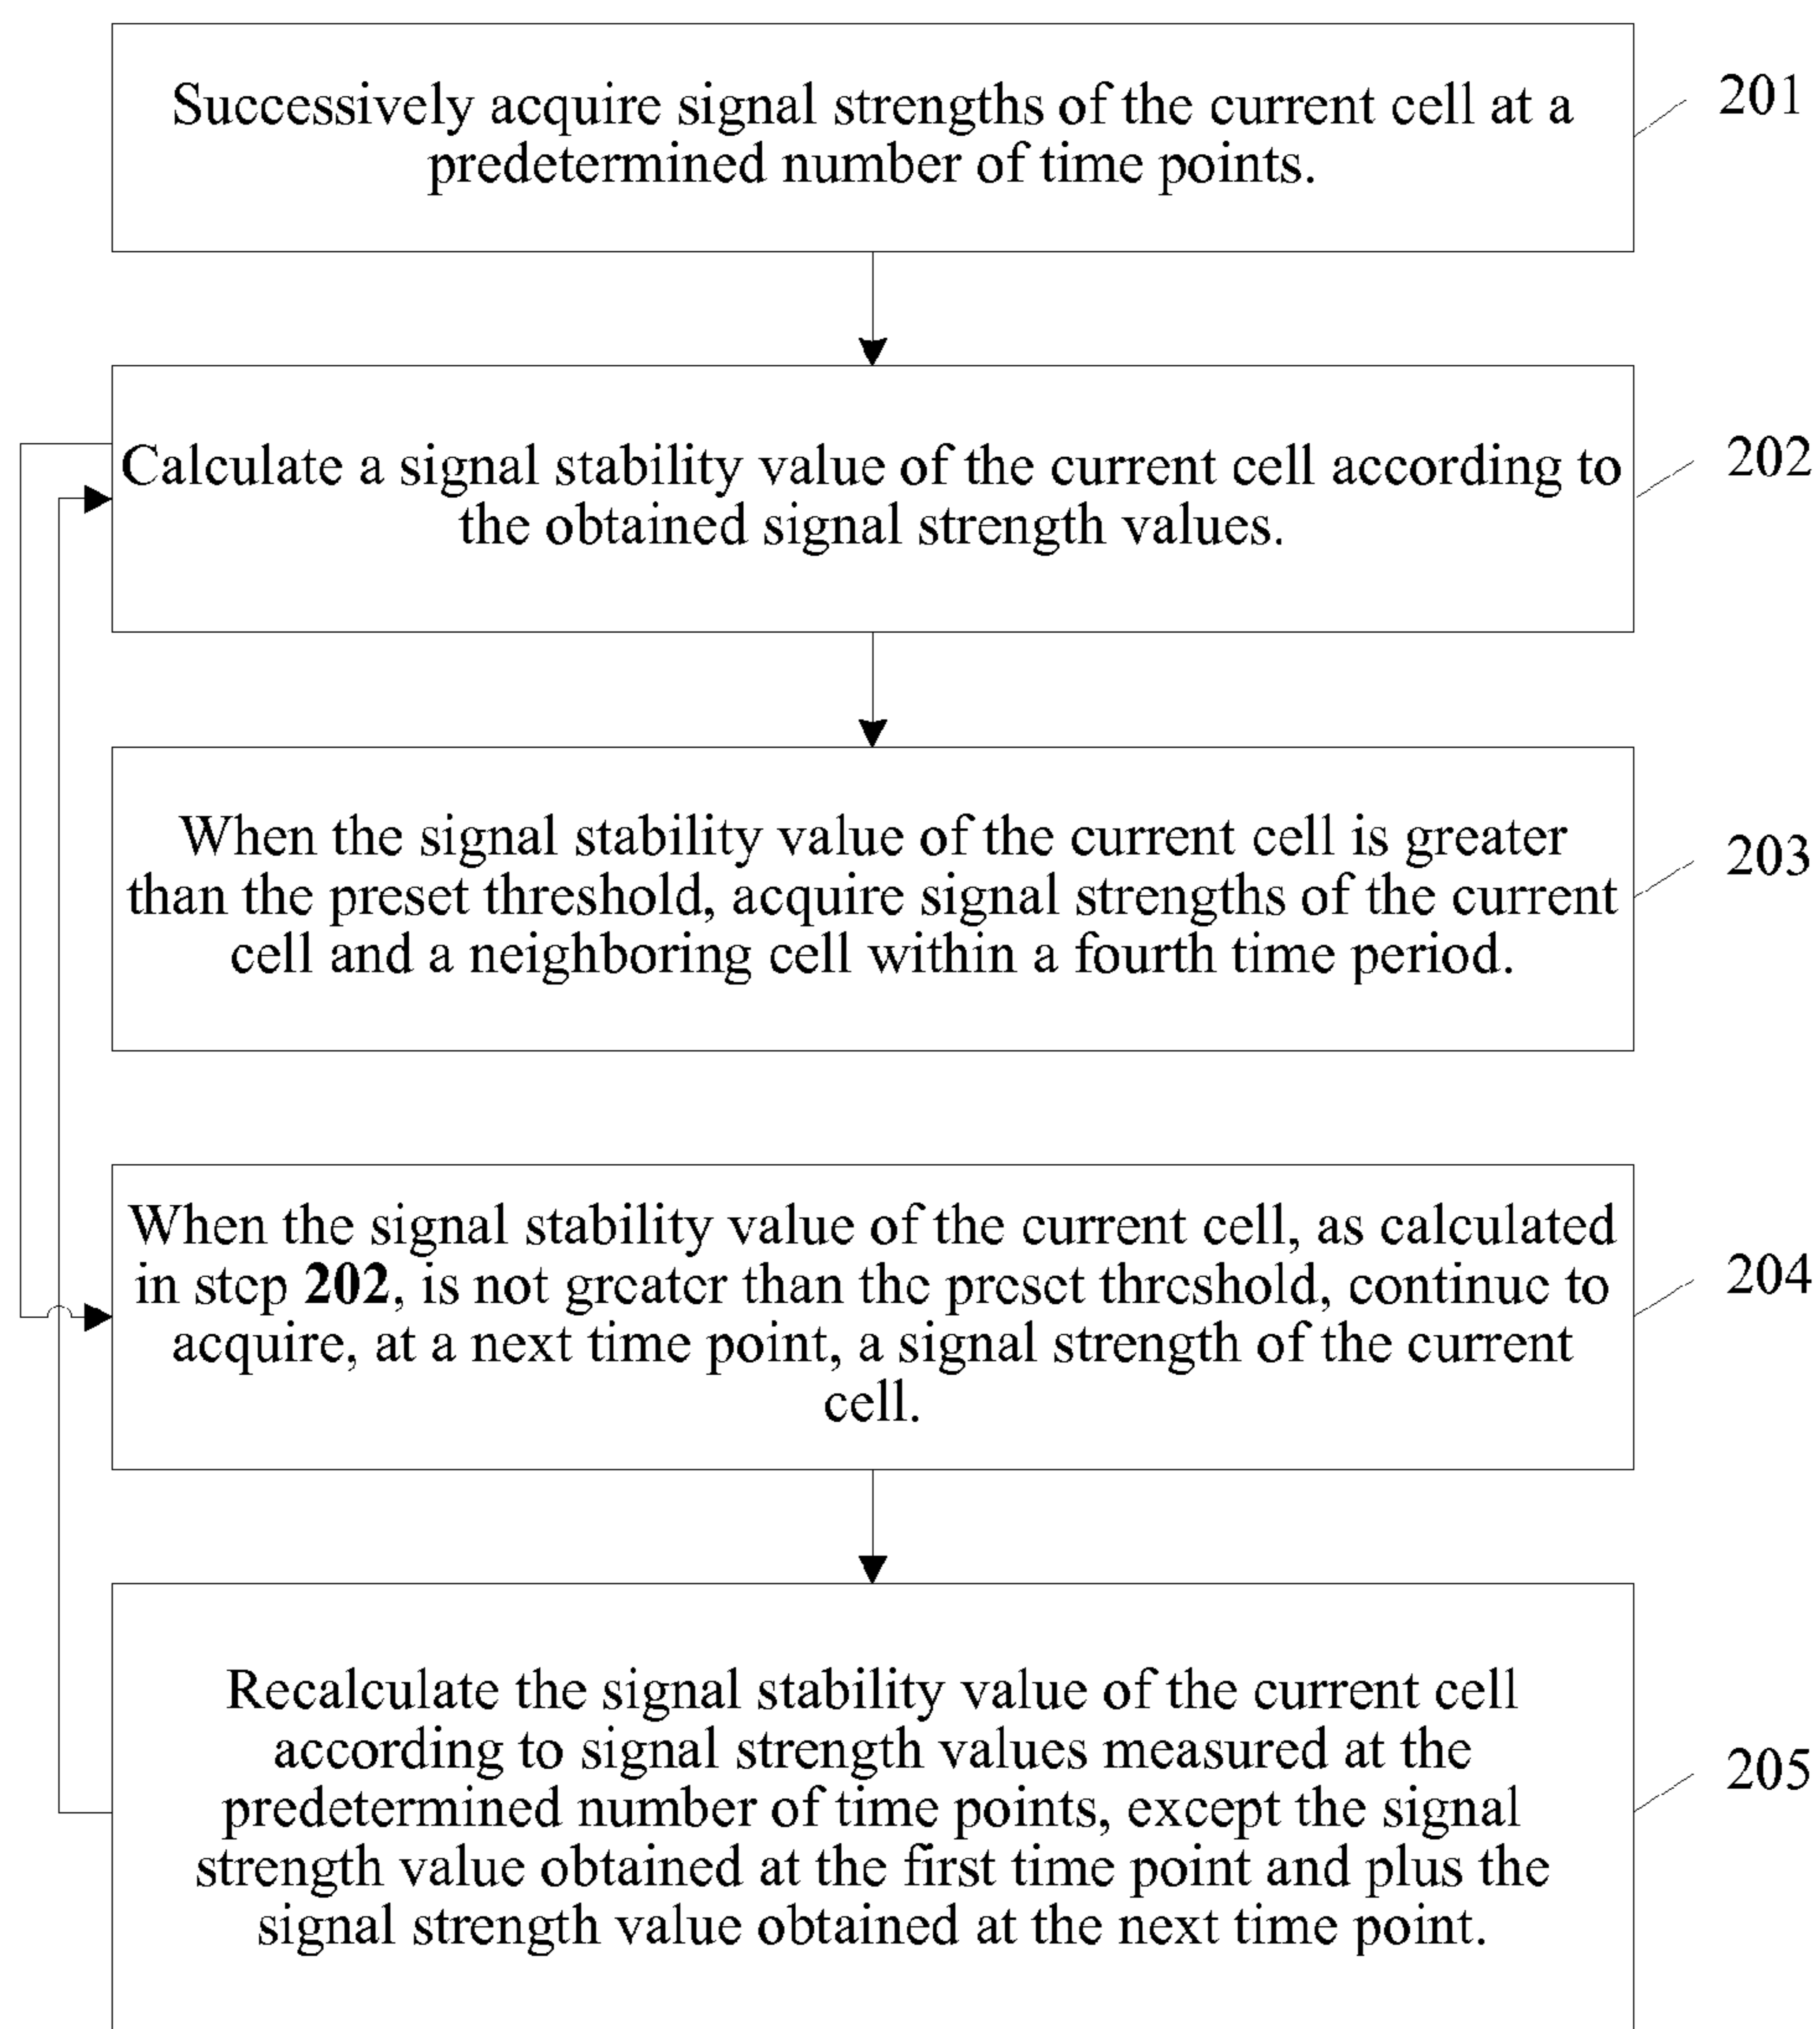 Successively acquire signal strengths of the current cell at a
predetermined number of time points.
201
Calculate a signal stability value of the current cell according to
the obtained signal strength values.
202
When the signal stability value of the current cell is greater
than the preset threshold, acquire signal strengths of the current
cell and a neighboring cell within a fourth time period.
203
When the signal stability value of the current cell, as calculated
in step 202, is not greater than the preset threshold, continue to
acquire, at a next time point, a signal strength of the current
cell.
204
Recalculate the signal stability value of the current cell
according to signal strength values measured at the
predetermined number of time points, except the signal
strength value obtained at the first time point and plus the
signal strength value obtained at the next time point.
205